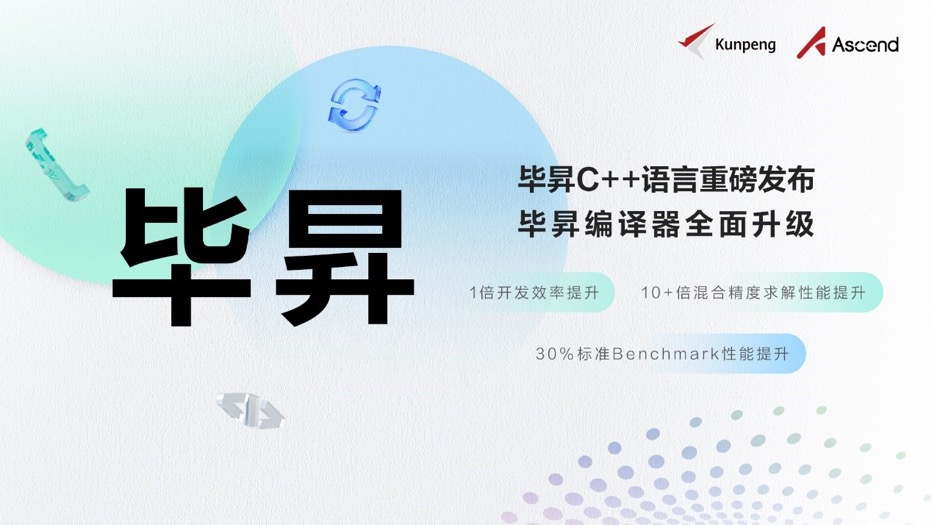 Kunpeng
Ascend
毕昇
毕昇C++语言重磅发布
毕昇编译器全面升级
1倍开发效率提升
10+倍混合精度求解性能提升
30%标准Benchmark性能提升